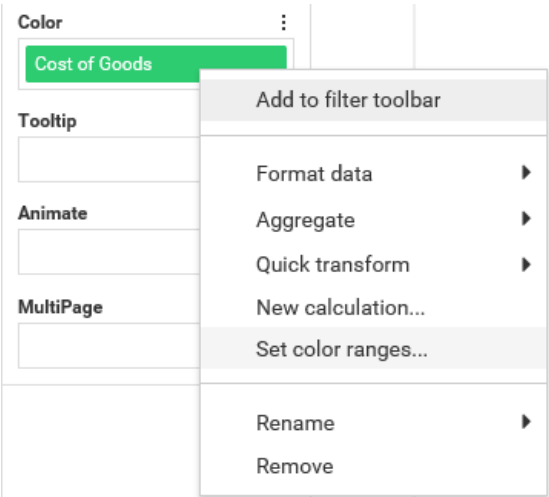 Color
Cost of Goods
Add to filter toolbar
Tooltip
Format data
Animate
Aggregate
Quick transform
MultiPage
New calculation...
Set color ranges...
Rename
Remove